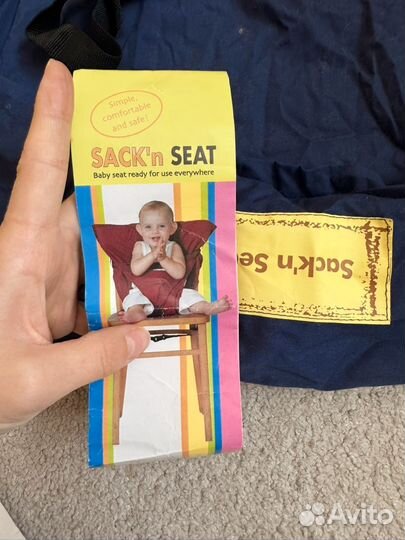 Simple,
comfortable
and safe!
SACK'n SEAT
Baby seat ready for use everywhere
Sack'n Se
Avito